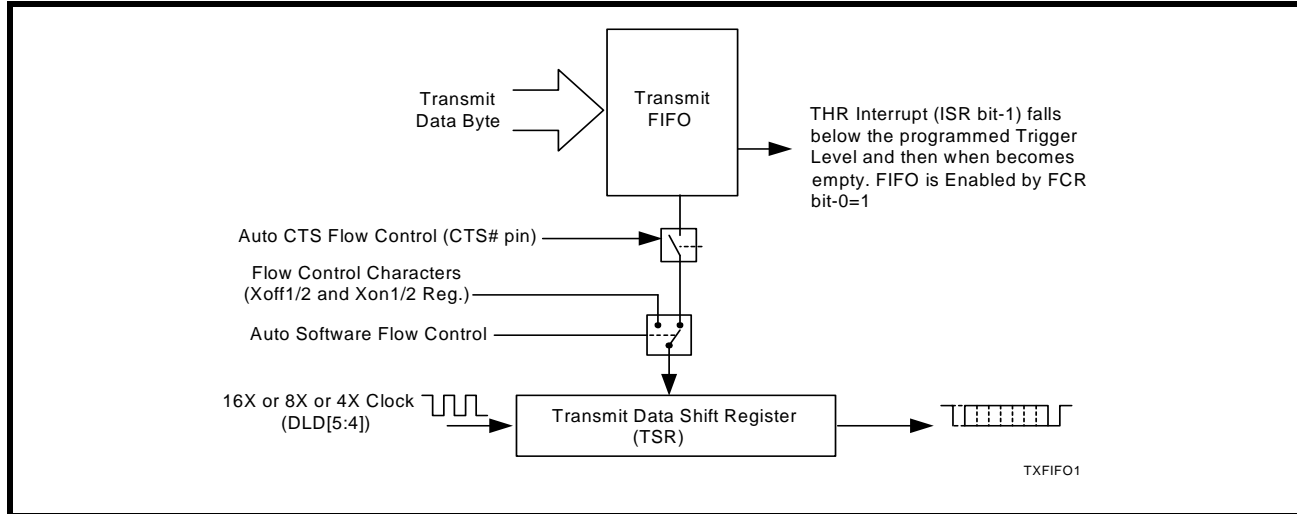 Transmit
Data Byte
Transmit
FIFO
THR Interrupt (ISR bit-1) falls
below the programmed Trigger
Level and then when becomes
empty. FIFO is Enabled by FCR
bit-0=1
Auto CTS Flow Control (CTS# pin)
Flow Control Characters
(Xoff1/2 and Xon1/2 Reg.)
Auto Software Flow Control
16X or 8X or 4X Clock
(DLD[5:4])
Transmit Data Shift Register
(TSR)
TXFIFO1